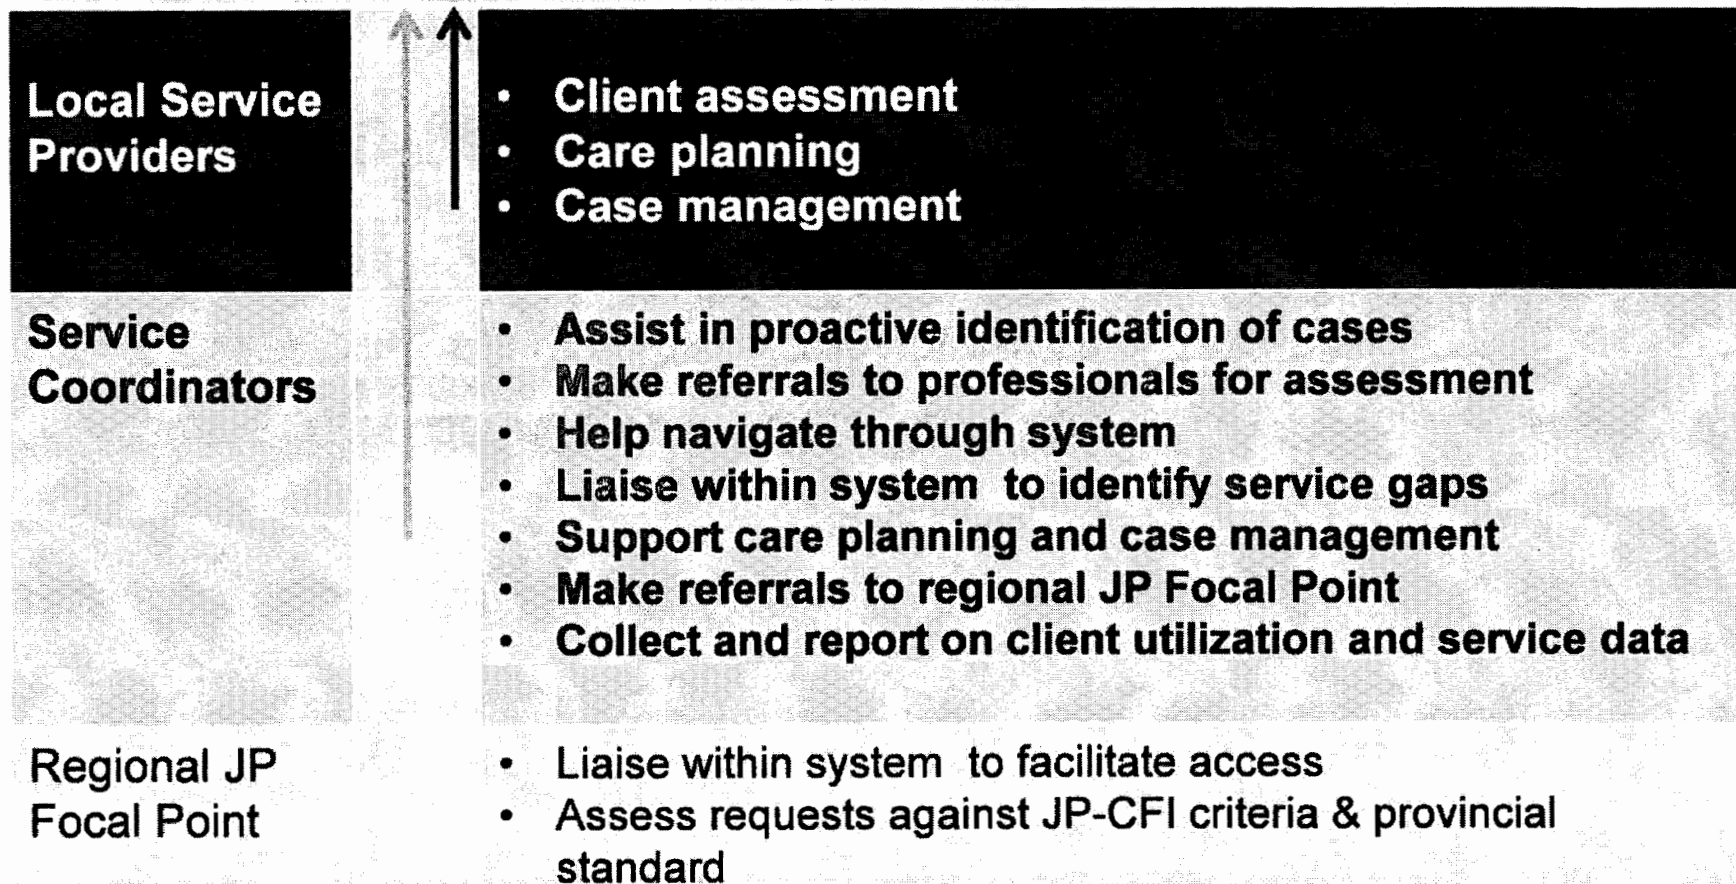 Local Service
Providers
• Client assessment
• Care planning
• Case management
Service
Coordinators
• Assist in proactive identification of cases
• Make referrals to professionals for assessment
• Help navigate through system
• Liaise within system to identify service gaps
• Support care planning and case management
• Make referrals to regional JP Focal Point
• Collect and report on client utilization and service data
Regional JP
Focal Point
• Liaise within system to facilitate access
• Assess requests against JP-CFI criteria & provincial
standard